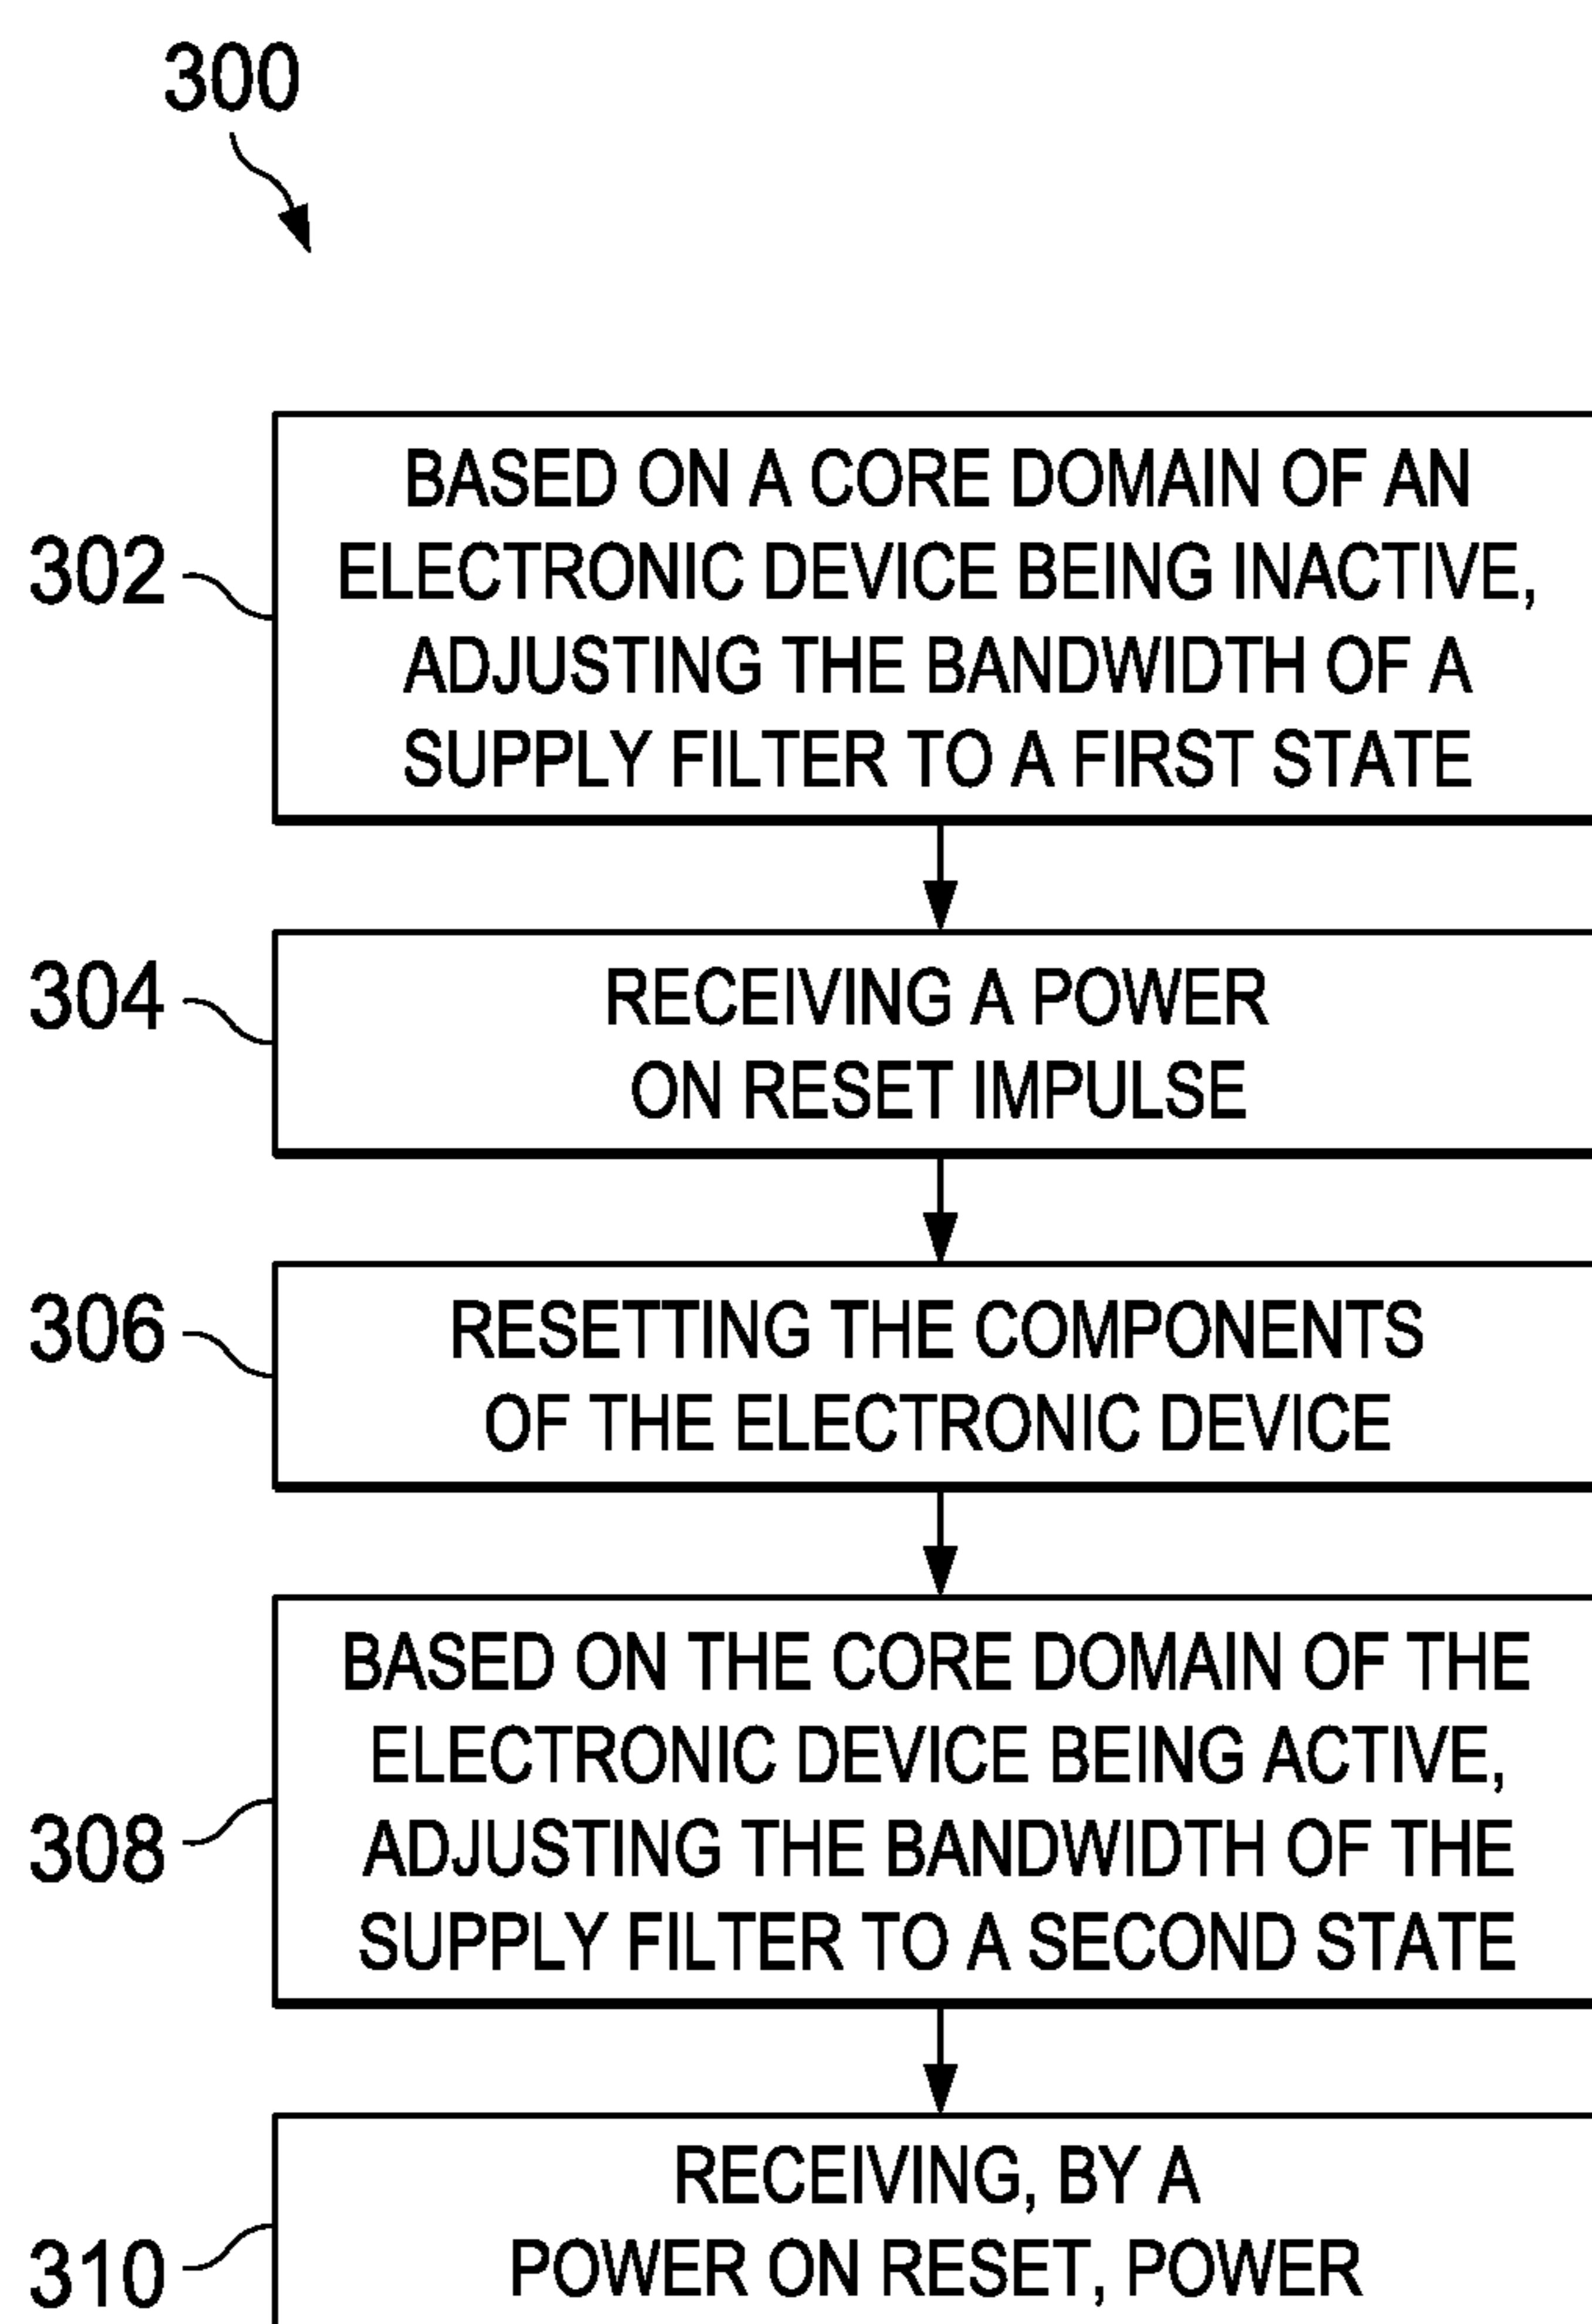 300
302
BASED ON A CORE DOMAIN OF AN
ELECTRONIC DEVICE BEING INACTIVE,
ADJUSTING THE BANDWIDTH OF A
SUPPLY FILTER TO A FIRST STATE
304
RECEIVING A POWER
ON RESET IMPULSE
306
RESETTING THE COMPONENTS
OF THE ELECTRONIC DEVICE
308
BASED ON THE CORE DOMAIN OF THE
ELECTRONIC DEVICE BEING ACTIVE,
ADJUSTING THE BANDWIDTH OF THE
SUPPLY FILTER TO A SECOND STATE
310
RECEIVING, BY A
POWER ON RESET, POWER